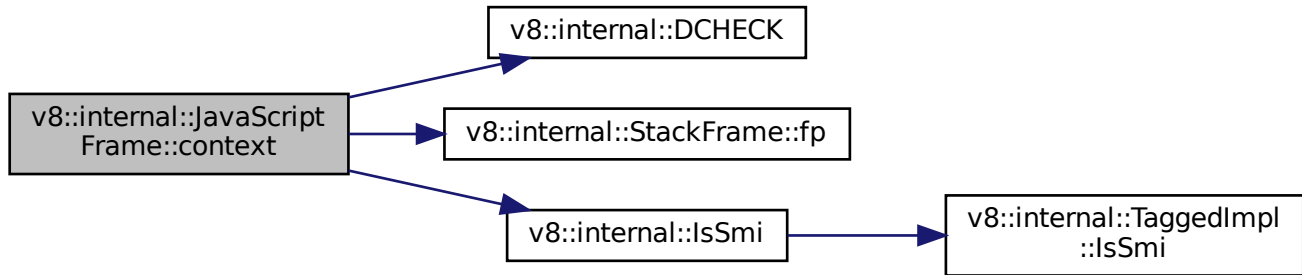 v8::internal::JavaScript
Frame::context
v8::internal::DCHECK
v8::internal::StackFrame::fp
v8::internal::IsSmi
v8::internal::TaggedImpl
::IsSmi